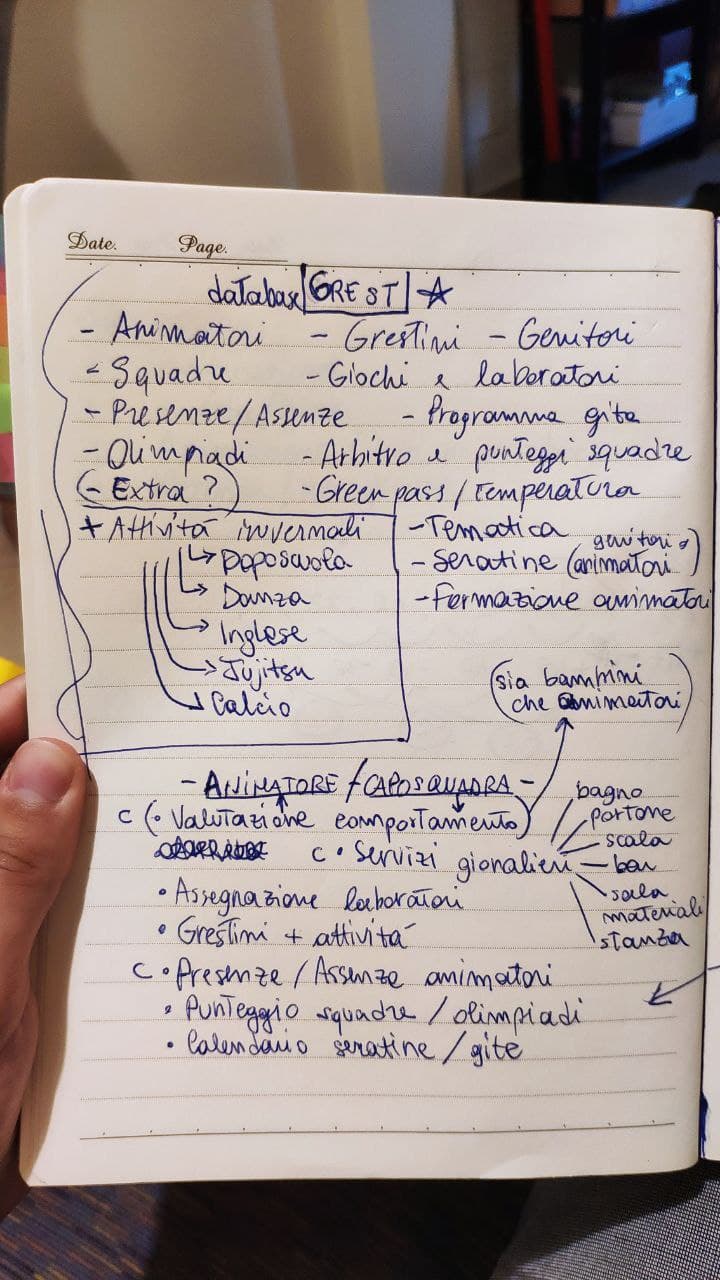 Date. Page.
database GREST ☆
- Animatori - Grestini - Genitori
- Squadre - Giochi e laboratori
- Presenze/Assenze - Programma gita
- Olimpiadi - Arbitro e punteggi squadre
(- Extra ?) - Green pass/temperatura
+ Attività invernali
↳ Doposcuola
↳ Danza
→ Inglese
→ Jujitsu
↳ Calcio
- Tematica
- Seratine (animatori genitori)
- Formazione animatori
(sia bambini
che animatori)
- ANIMATORE / CAPOSQUADRA -
C (• Valutazione comportamento)
C • Servizi gionalieri
bagno
portone
scala
bar
sala
materiali
stanza
• Assegnazione laboratori
• Grestini + attività
C • Presenze / Assenze animatori
• Punteggio squadre / olimpiadi
• Calendario seratine / gite